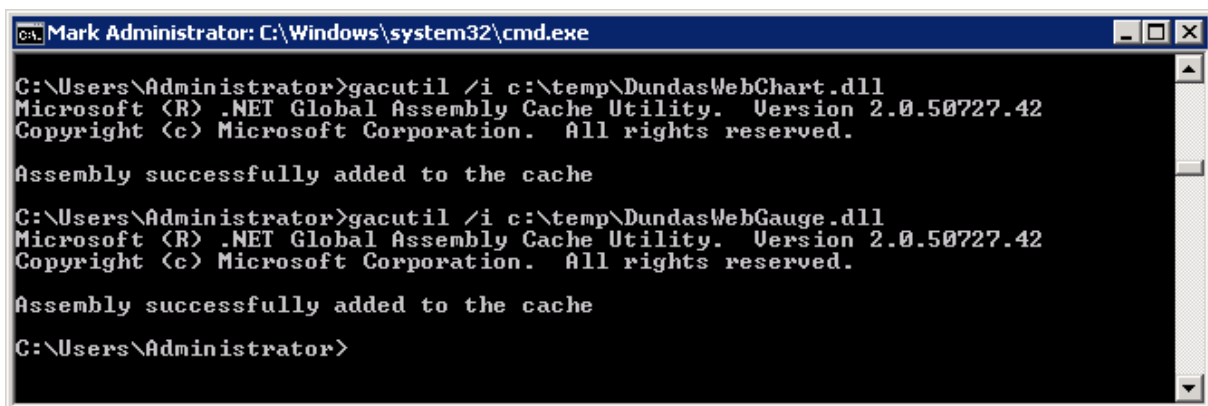 Mark Administrator: C:\Windows\system32\cmd.exe
C:\Users\Administrator>gacutil /i c:\temp\DundasWebChart.dll
Microsoft (R) .NET Global Assembly Cache Utility.  Version 2.0.50727.42
Copyright (c) Microsoft Corporation.  All rights reserved.
Assembly successfully added to the cache
C:\Users\Administrator>gacutil /i c:\temp\DundasWebGauge.dll
Microsoft (R) .NET Global Assembly Cache Utility.  Version 2.0.50727.42
Copyright (c) Microsoft Corporation.  All rights reserved.
Assembly successfully added to the cache
C:\Users\Administrator>